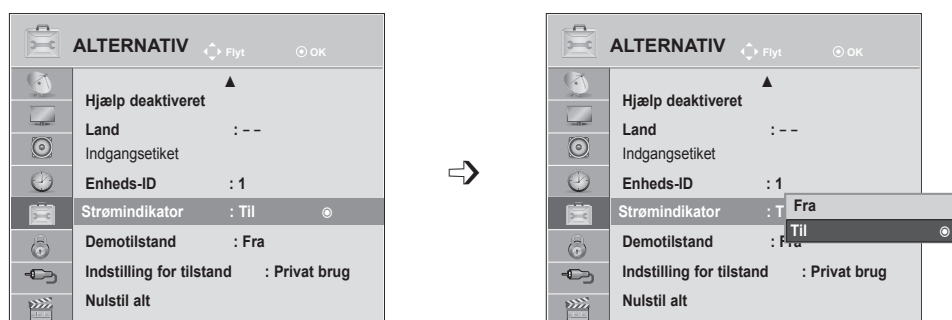 ALTERNATIV Flyt OK
▲
Hjælp deaktiveret
Land : – –
Indgangsetiket
Enheds-ID : 1
Strømindikator : Til
Demotilstand : Fra
Indstilling for tilstand : Privat brug
Nulstil alt
ALTERNATIV Flyt OK
▲
Hjælp deaktiveret
Land : – –
Indgangsetiket
Enheds-ID : 1
Strømindikator : T
Fra
Til
Demotilstand : Fra
Indstilling for tilstand : Privat brug
Nulstil alt